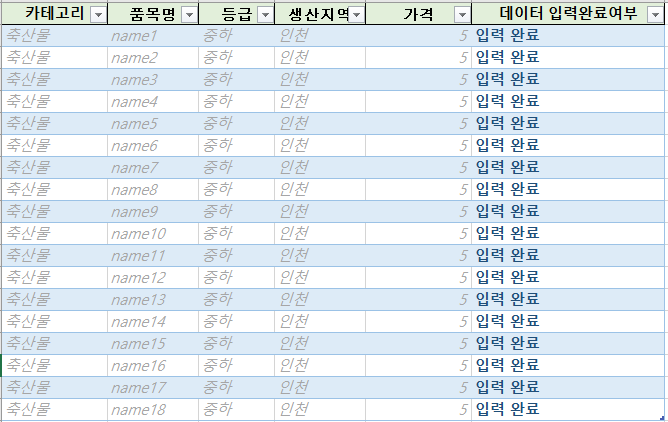 카테고리 품목명 등급 생산지역 가격 데이터 입력완료여부
축산물 name1 중하 인천 5 입력 완료
축산물 name2 중하 인천 5 입력 완료
축산물 name3 중하 인천 5 입력 완료
축산물 name4 중하 인천 5 입력 완료
축산물 name5 중하 인천 5 입력 완료
축산물 name6 중하 인천 5 입력 완료
축산물 name7 중하 인천 5 입력 완료
축산물 name8 중하 인천 5 입력 완료
축산물 name9 중하 인천 5 입력 완료
축산물 name10 중하 인천 5 입력 완료
축산물 name11 중하 인천 5 입력 완료
축산물 name12 중하 인천 5 입력 완료
축산물 name13 중하 인천 5 입력 완료
축산물 name14 중하 인천 5 입력 완료
축산물 name15 중하 인천 5 입력 완료
축산물 name16 중하 인천 5 입력 완료
축산물 name17 중하 인천 5 입력 완료
축산물 name18 중하 인천 5 입력 완료